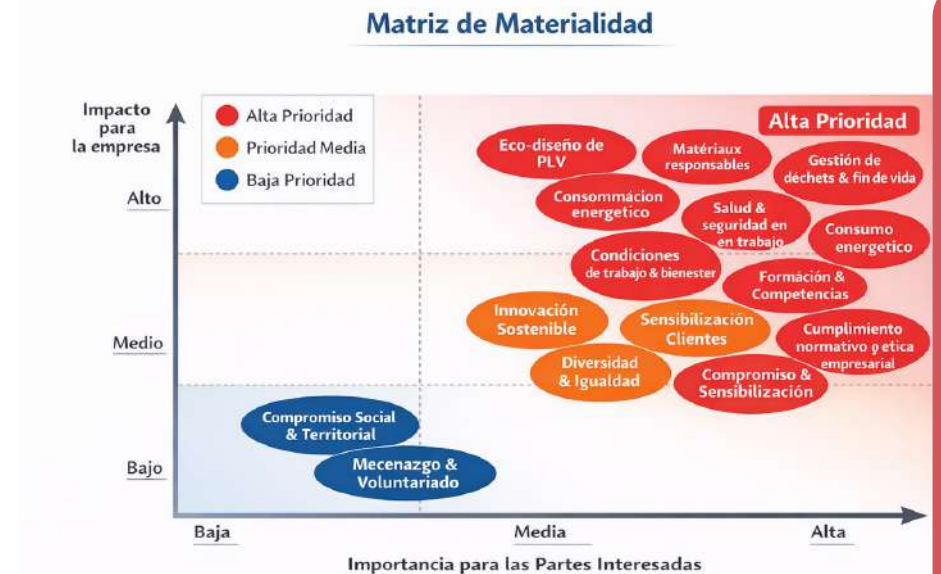 Matriz de Materialidad
Impacto
para
la empresa
Alta Prioridad
Prioridad Media
Baja Prioridad
Alta Prioridad
Alto
Medio
Bajo
Eco-diseño de
PLV
Matériaux
responsables
Gestión de
déchets & fin de vida
Consommácion
energetico
Salud &
seguridad en
en trabajo
Consumo
energetico
Condiciones
de trabajo & bienester
Formáción &
Competencias
Innovación
Sostenible
Sensibilización
Clientes
Cumplimiento
normativo y etica
empresarial
Diversidad
& Igualdad
Compromiso &
Sensibilización
Compromiso Social
& Territorial
Mecenazgo &
Voluntariado
Baja
Media
Alta
Importancia para las Partes Interesadas